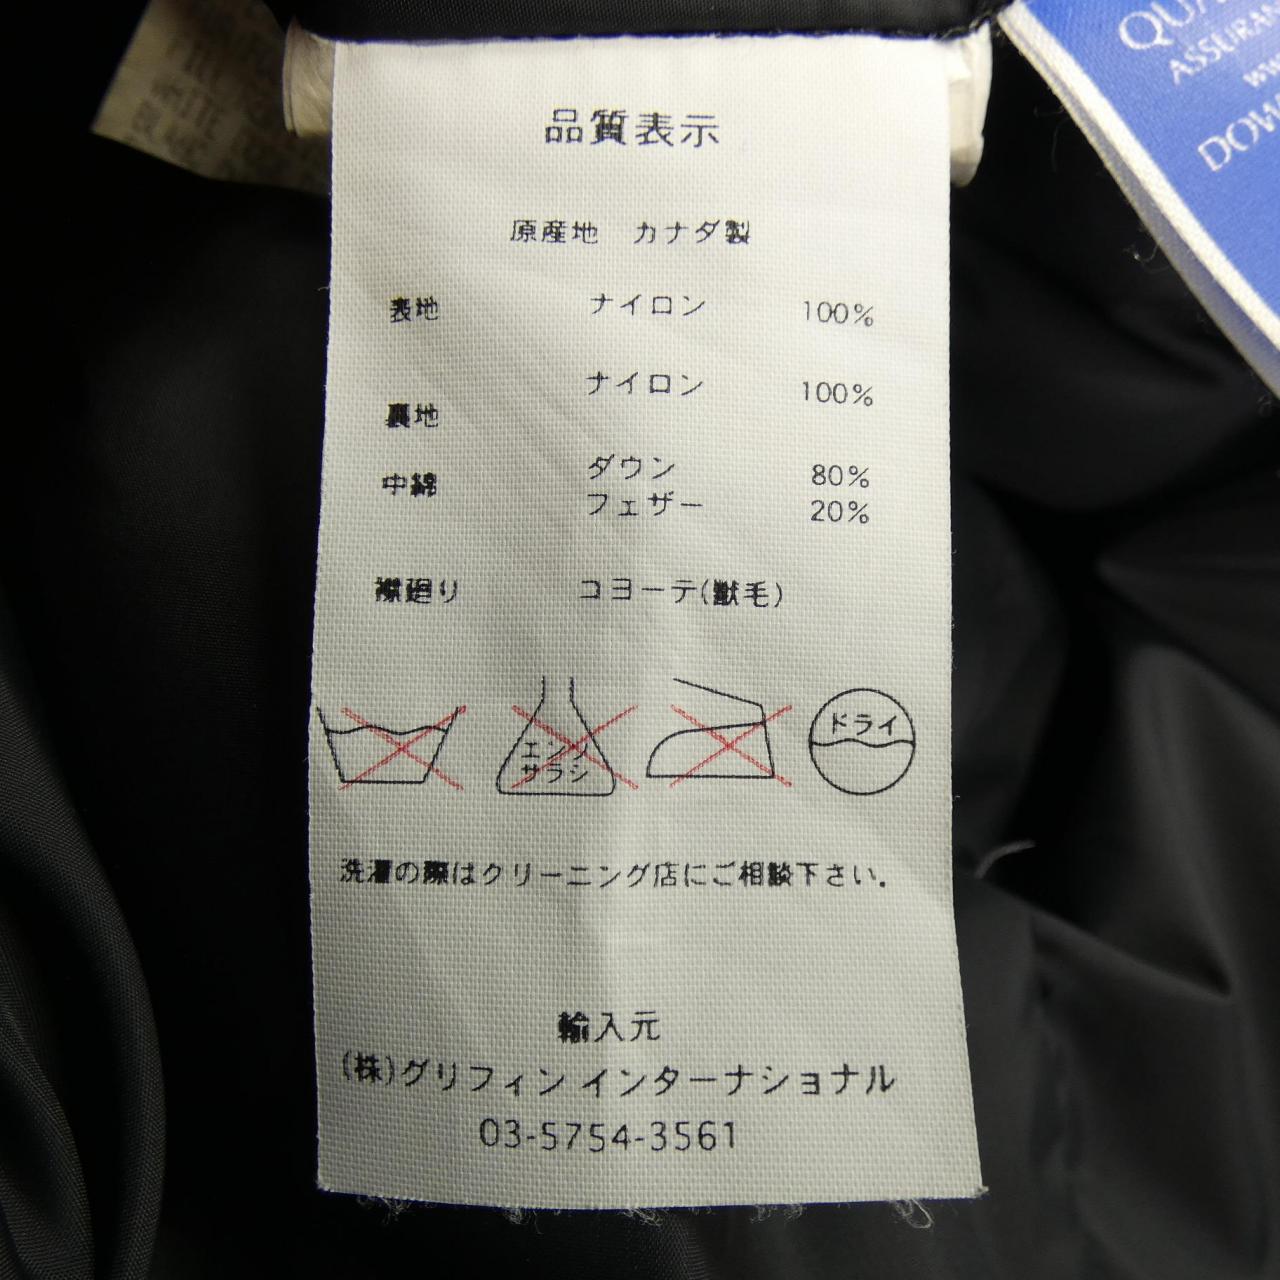 品質表示
原産地 カナダ製
表地 ナイロン 100%
裏地 ナイロン 100%
中綿 ダウン 80%
フェザー 20%
襟廻り コヨーテ(獣毛)
エンソ
サラシ
ドライ
洗濯の際はクリーニング店にご相談下さい.
輸入元
(株)グリフィン インターナショナル
03-5754-3561
WHITE